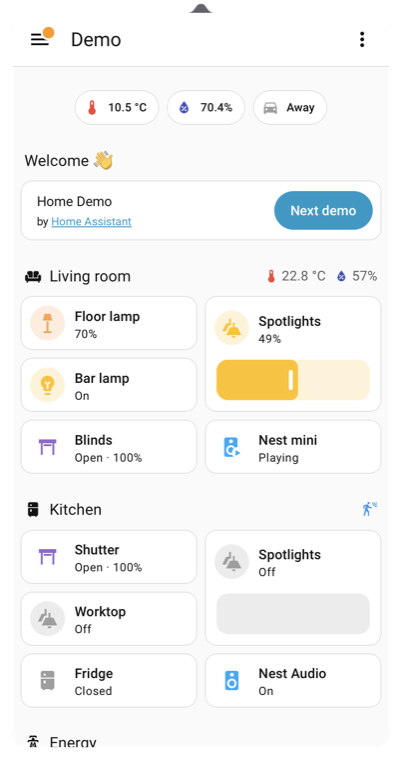 Demo
10.5 °C
70.4%
Away
Welcome 👋
Home Demo
by Home Assistant
Next demo
Living room
22.8 °C
57%
Floor lamp
70%
Spotlights
49%
Bar lamp
On
Blinds
Open · 100%
Nest mini
Playing
Kitchen
Shutter
Open · 100%
Spotlights
Off
Worktop
Off
Fridge
Closed
Nest Audio
On
Energy